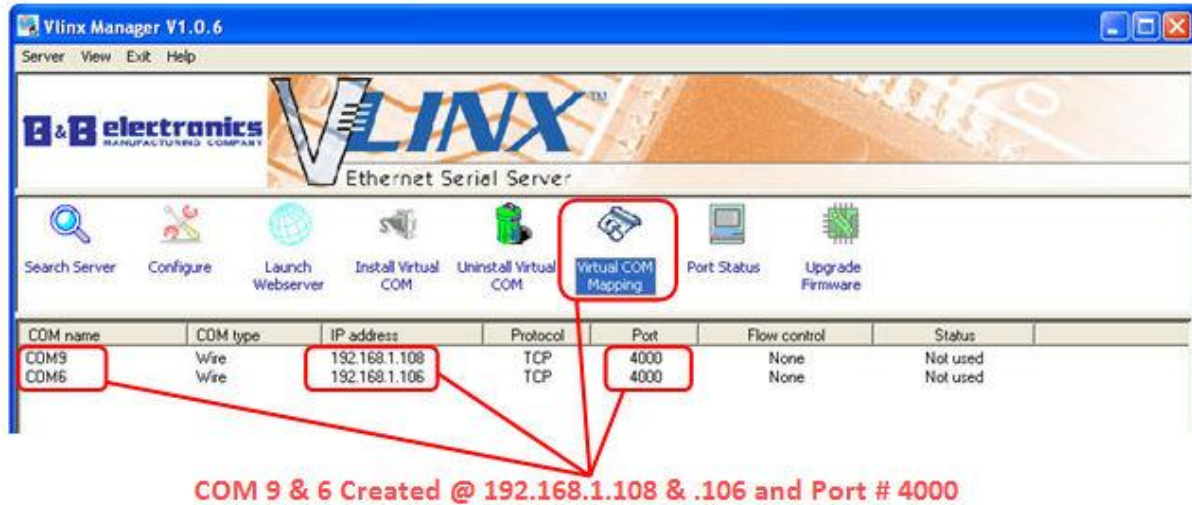 Vlinx Manager V1.0.6
Server View Exit Help
B&B electronics
MANUFACTURING COMPANY
VLINX™
Ethernet Serial Server
Search Server
Configure
Launch
Webserver
Install Virtual
COM
Uninstall Virtual
COM
Virtual COM
Mapping
Port Status
Upgrade
Firmware
COM name COM type IP address Protocol Port Flow control Status
COM9 Wire 192.168.1.108 TCP 4000 None Not used
COM6 Wire 192.168.1.106 TCP 4000 None Not used
COM 9 & 6 Created @ 192.168.1.108 & .106 and Port # 4000